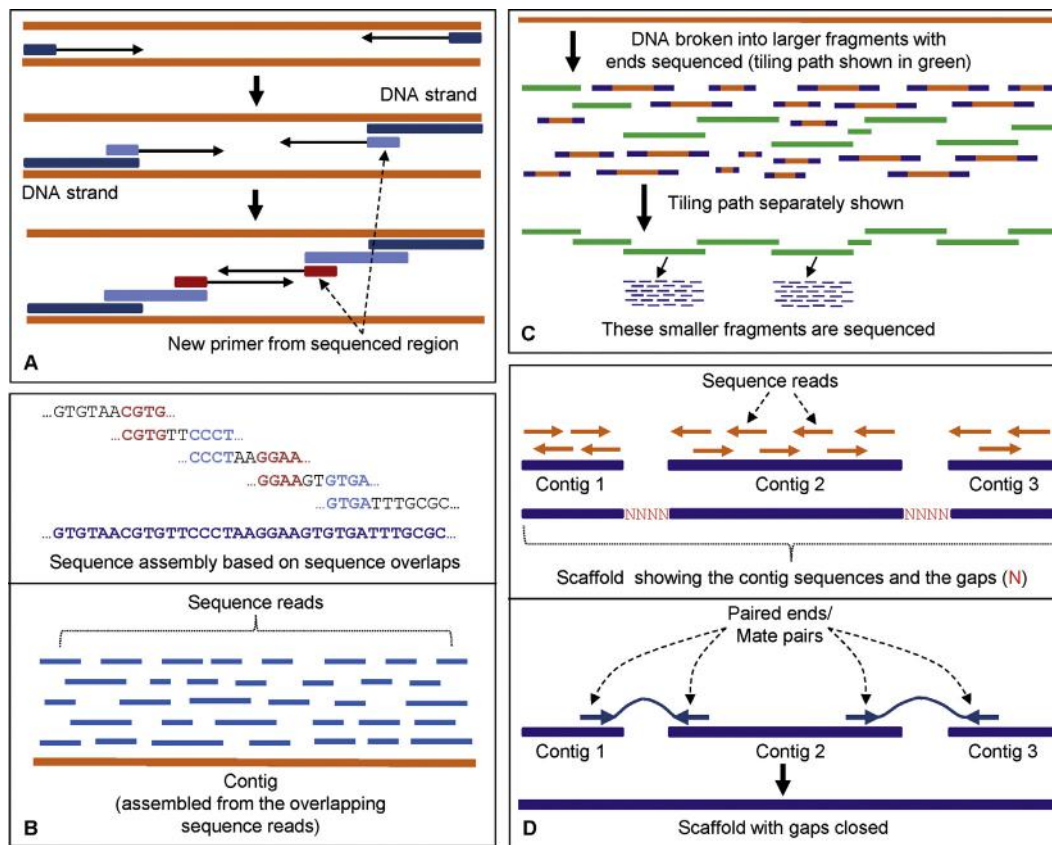 DNA strand
DNA strand
New primer from sequenced region
A
…GTGTAACGTG…
…CGTGTTCCCT…
…CCCTAAGGAA…
…GGAAGTGTGA…
…GTGATTTGCGC…
…GTGTAACGTGTTCCCTAAGGAAGTGTGATTTGCGC…
Sequence assembly based on sequence overlaps
Sequence reads
Contig
(assembled from the overlapping
sequence reads)
B
DNA broken into larger fragments with
ends sequenced (tiling path shown in green)
Tiling path separately shown
These smaller fragments are sequenced
C
Sequence reads
Contig 1
Contig 2
Contig 3
NNNN
NNNN
Scaffold showing the contig sequences and the gaps (N)
Paired ends/
Mate pairs
Contig 1
Contig 2
Contig 3
Scaffold with gaps closed
D